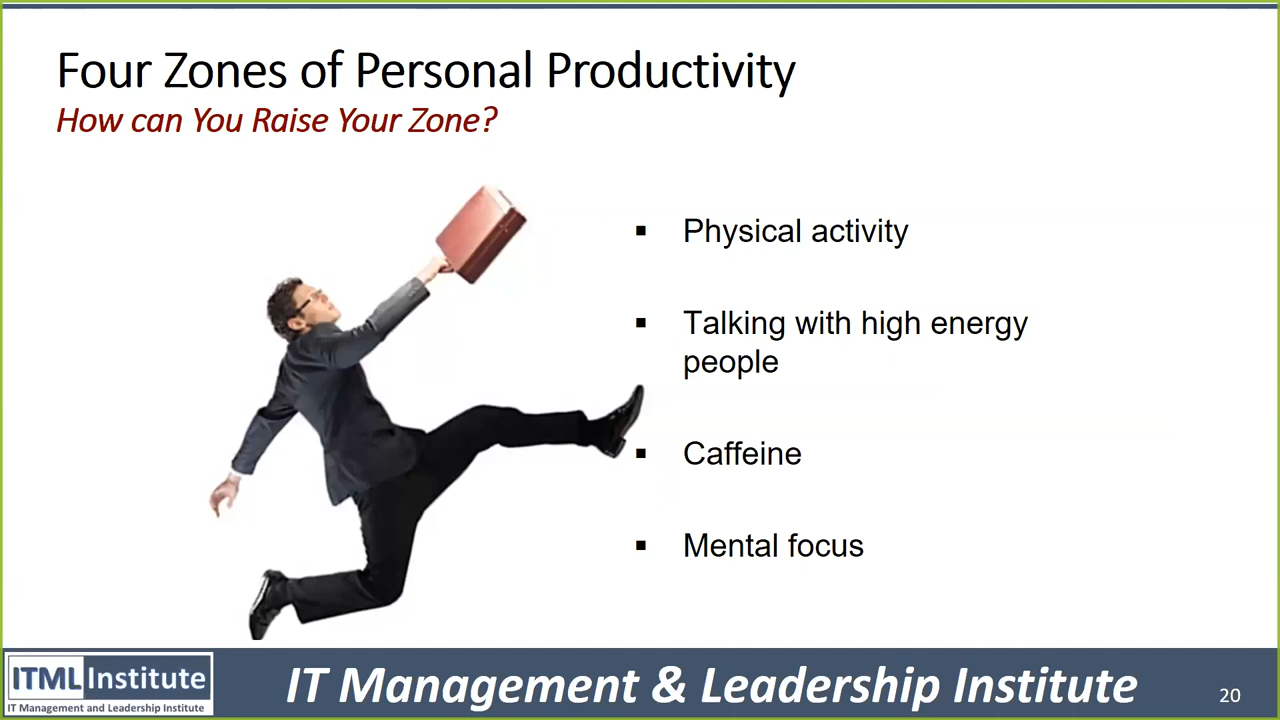 Four Zones of Personal Productivity
How can You Raise Your Zone?
▪ Physical activity
▪ Talking with high energy
people
▪ Caffeine
▪ Mental focus
ITML Institute
IT Management and Leadership Institute
IT Management & Leadership Institute
20